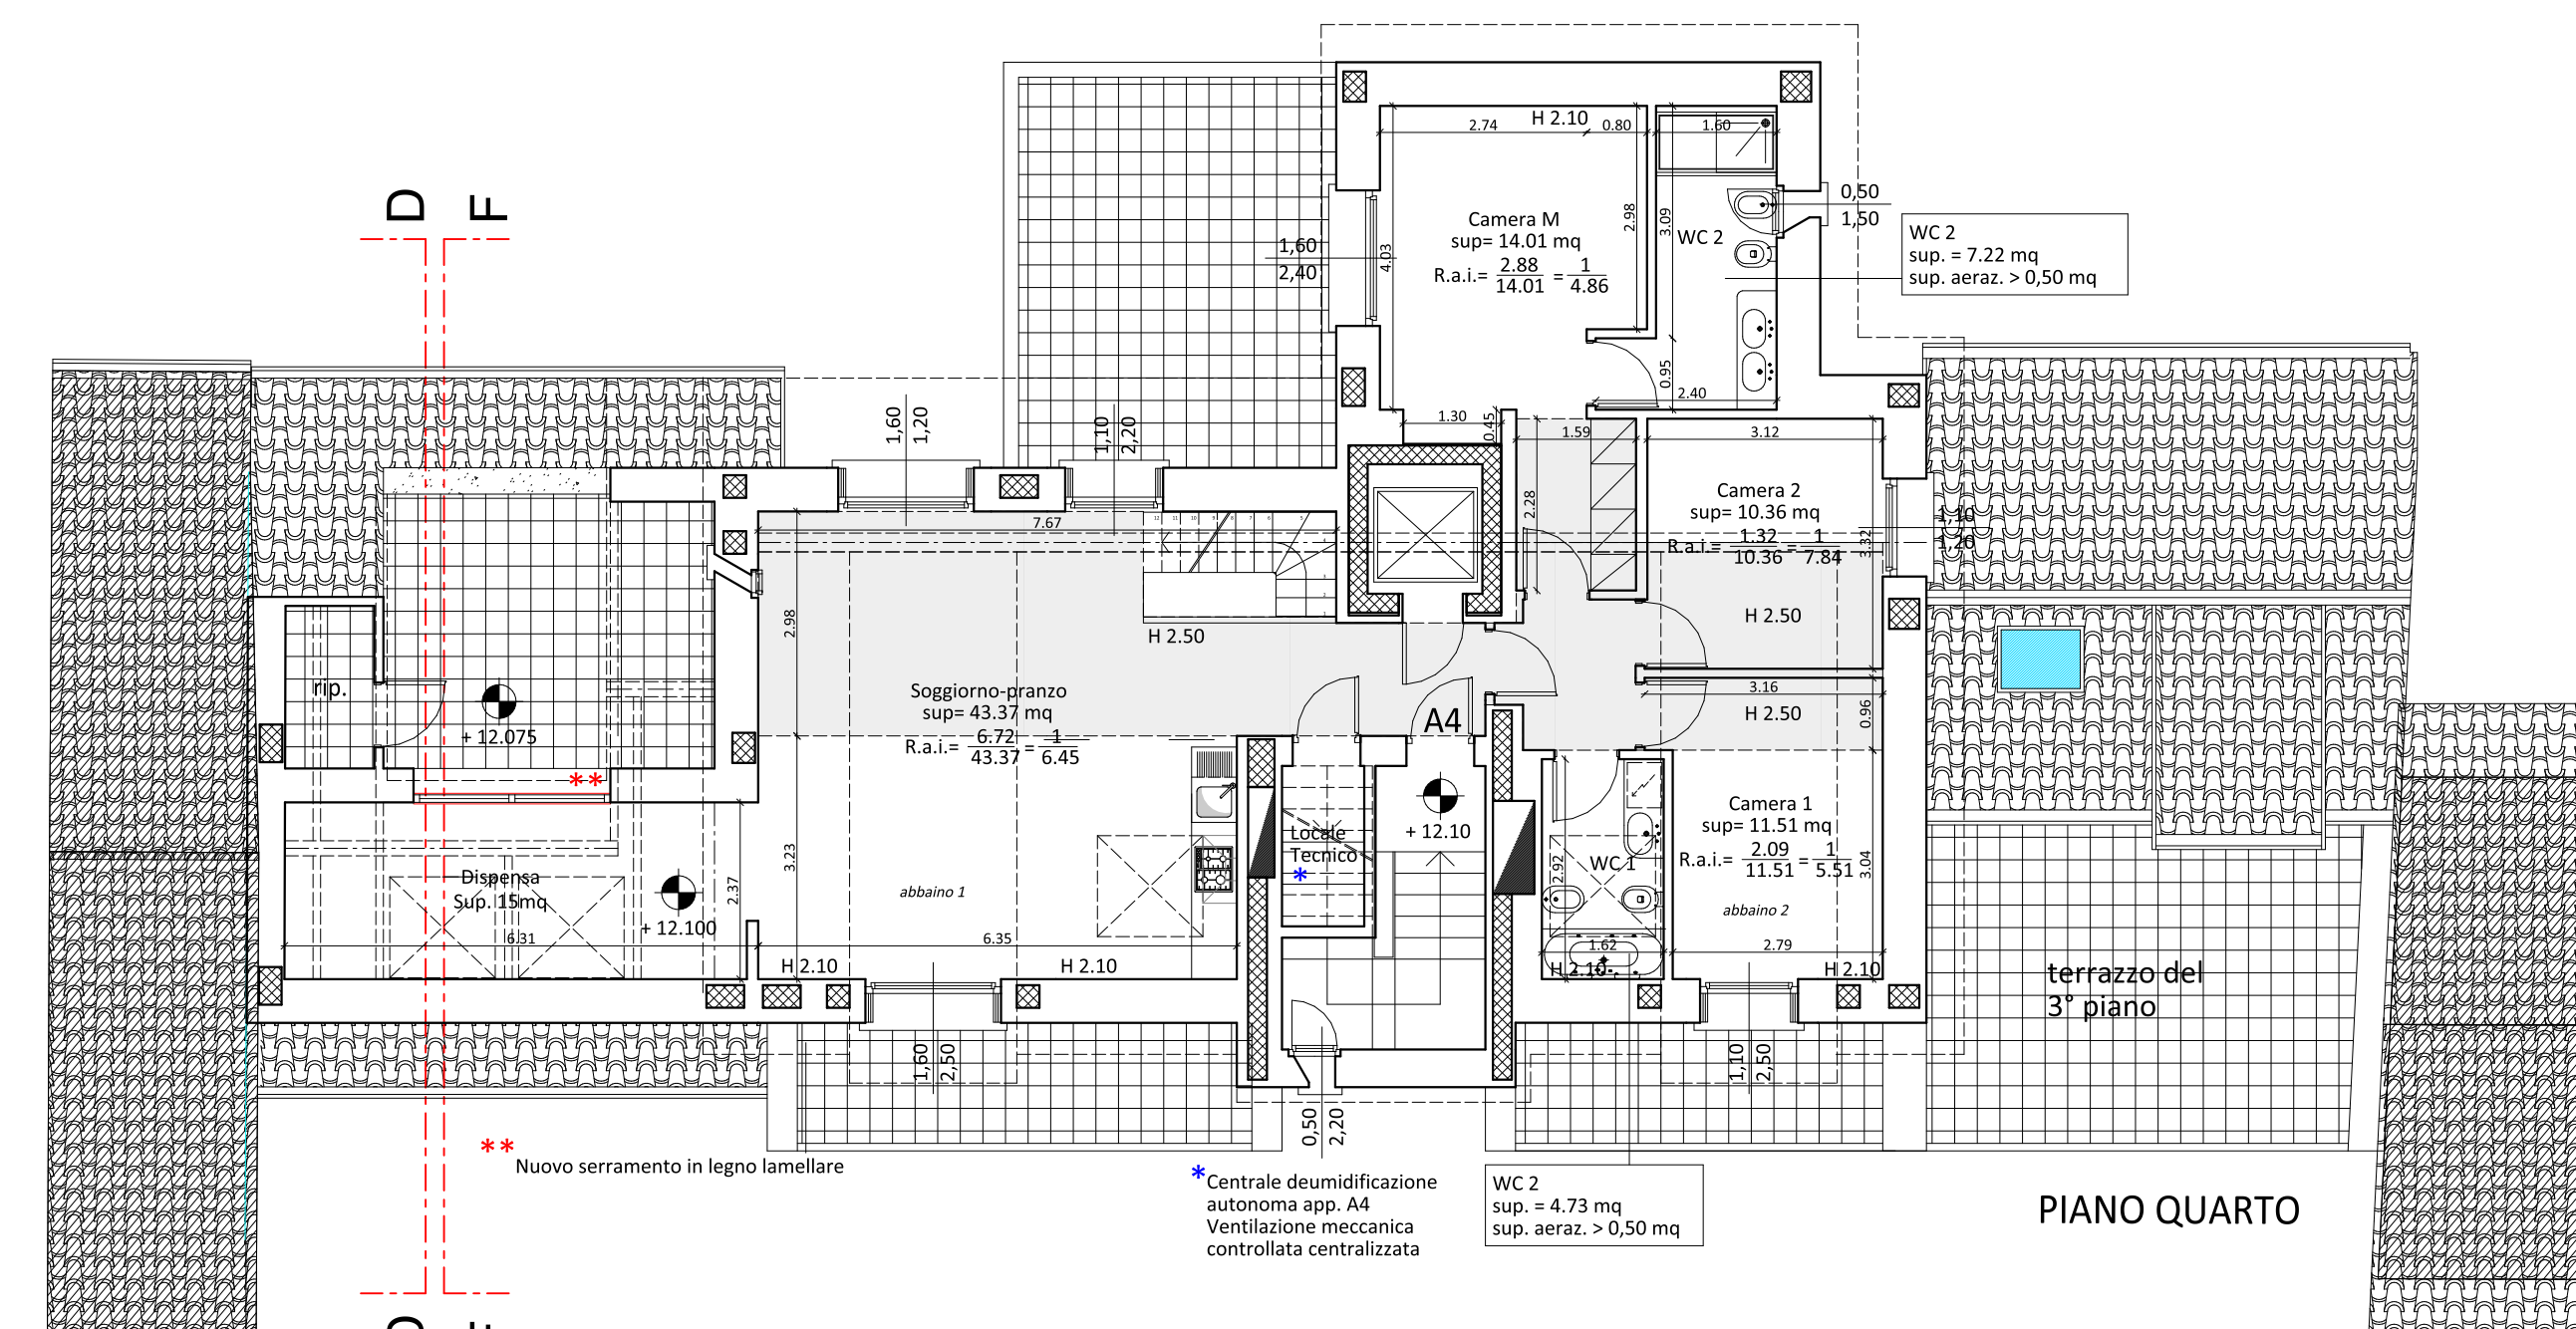 D
F
H 2.10
2.74
0.80
1.60
Camera M
sup= 14.01 mq
R.a.i.= 2.88 = 1
14.01 4.86
2.98
3.09
4.03
WC 2
1,60
2,40
0,50
1,50
WC 2
sup. = 7.22 mq
sup. aeraz. > 0,50 mq
0.95
2.40
1.30
0.45
1.59
3.12
1,60
1,20
1,10
2,20
7.67
2.28
Camera 2
sup= 10.36 mq
R.a.i.= 1.32 = 1
10.36 7.84
3.32
1,10
1,20
2.98
H 2.50
H 2.50
rip.
+ 12.075
Soggiorno-pranzo
sup= 43.37 mq
R.a.i.= 6.72 = 1
43.37 6.45
A4
3.16
H 2.50
0.96
**
Locale
Tecnico
*
+ 12.10
Camera 1
sup= 11.51 mq
R.a.i.= 2.09 = 1
11.51 5.51
3.04
WC 1
2.92
abbaino 2
Dispensa
Sup. 15mq
2.37
3.23
abbaino 1
+ 12.100
6.31
6.35
1.62
2.79
H 2.10
H 2.10
H 2.10
H 2.10
terrazzo del
3° piano
1,60
2,50
1,10
2,50
0,50
2,20
**
Nuovo serramento in legno lamellare
*
Centrale deumidificazione
autonoma app. A4
Ventilazione meccanica
controllata centralizzata
WC 2
sup. = 4.73 mq
sup. aeraz. > 0,50 mq
PIANO QUARTO